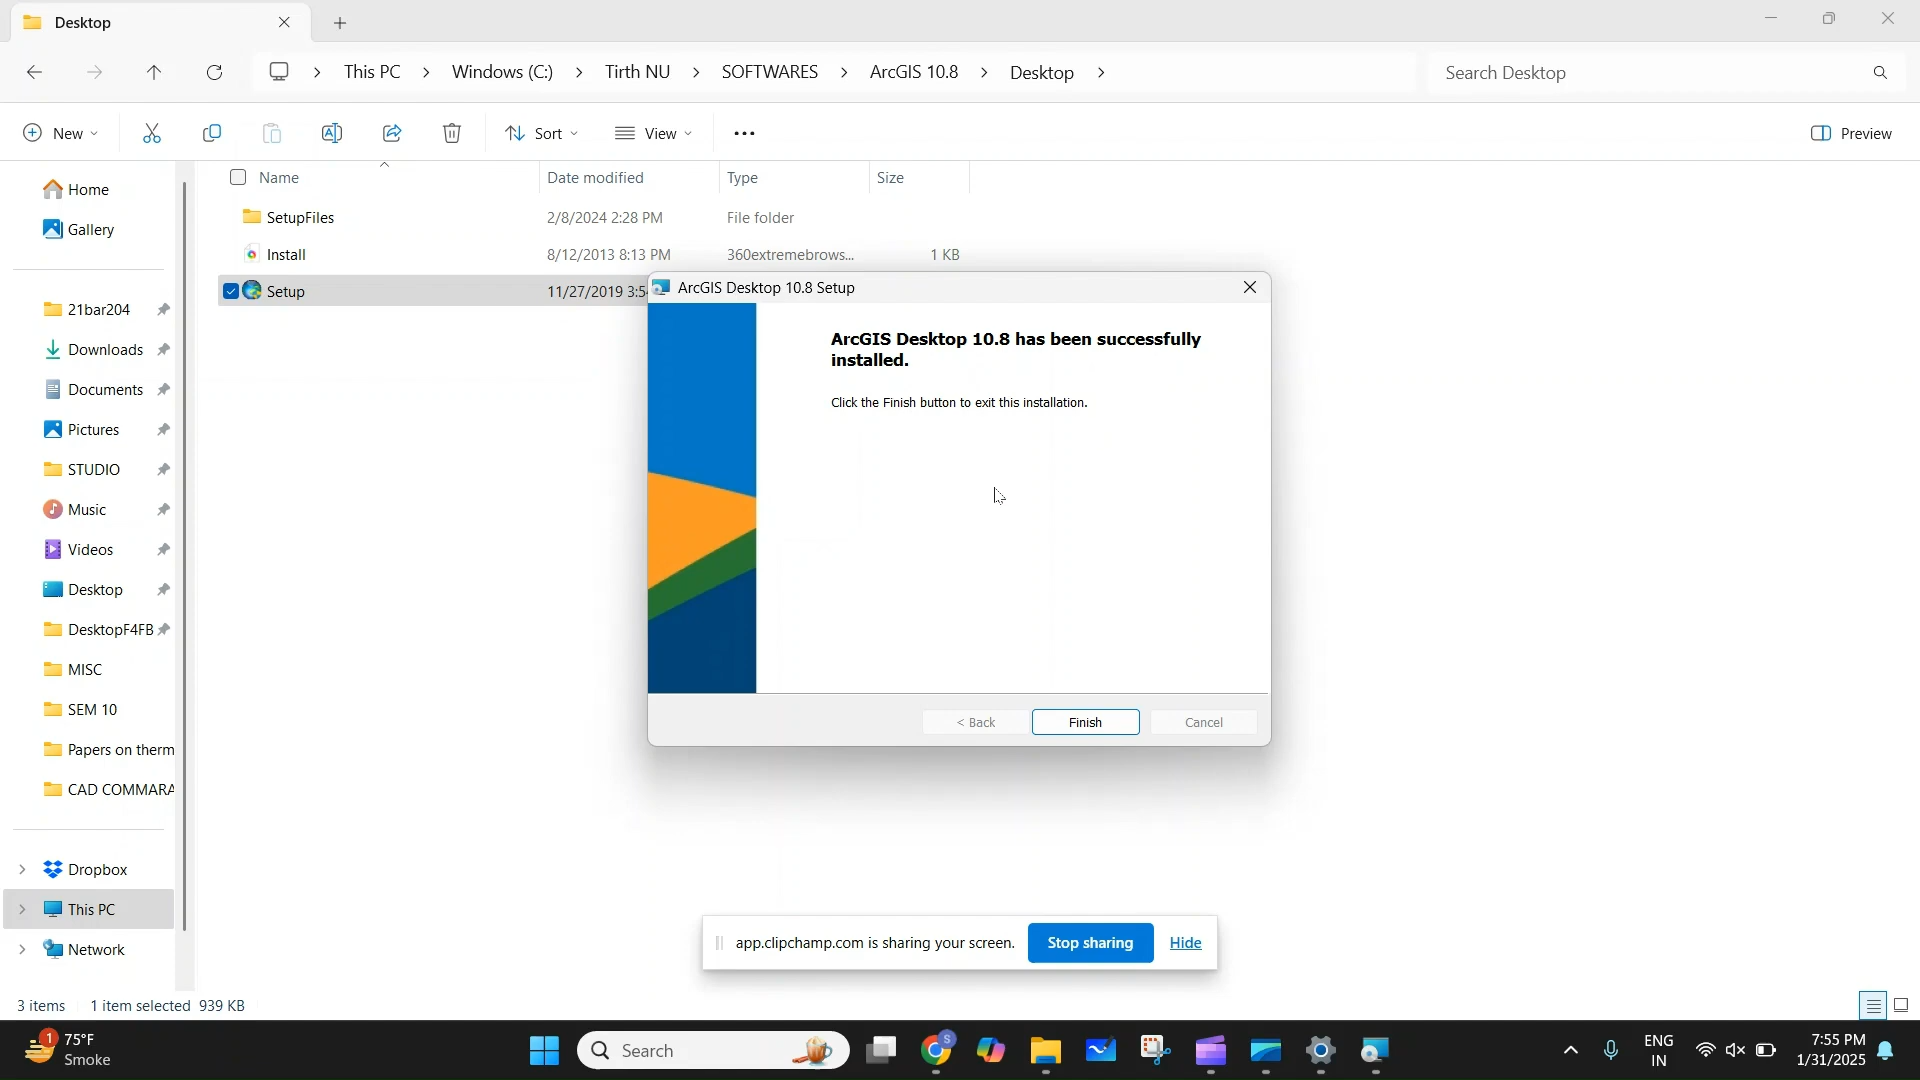 Desktop
This PC > Windows (C:) > Tirth NU > SOFTWARES > ArcGIS 10.8 > Desktop >
Search Desktop
New
Sort
View
Preview
Home
Gallery
21bar204
Downloads
Documents
Pictures
STUDIO
Music
Videos
Desktop
DesktopF4FB
MISC
SEM 10
Papers on therm
CAD COMMARA
Dropbox
This PC
Network
Name Date modified Type Size
SetupFiles 2/8/2024 2:28 PM File folder
Install 8/12/2013 8:13 PM 360extremebrows... 1 KB
Setup 11/27/2019 3:5
ArcGIS Desktop 10.8 Setup
ArcGIS Desktop 10.8 has been successfully
installed.
Click the Finish button to exit this installation.
< Back Finish Cancel
app.clipchamp.com is sharing your screen. Stop sharing Hide
3 items 1 item selected 939 KB
1
75°F
Smoke
Search
S
ENG
IN
7:55 PM
1/31/2025